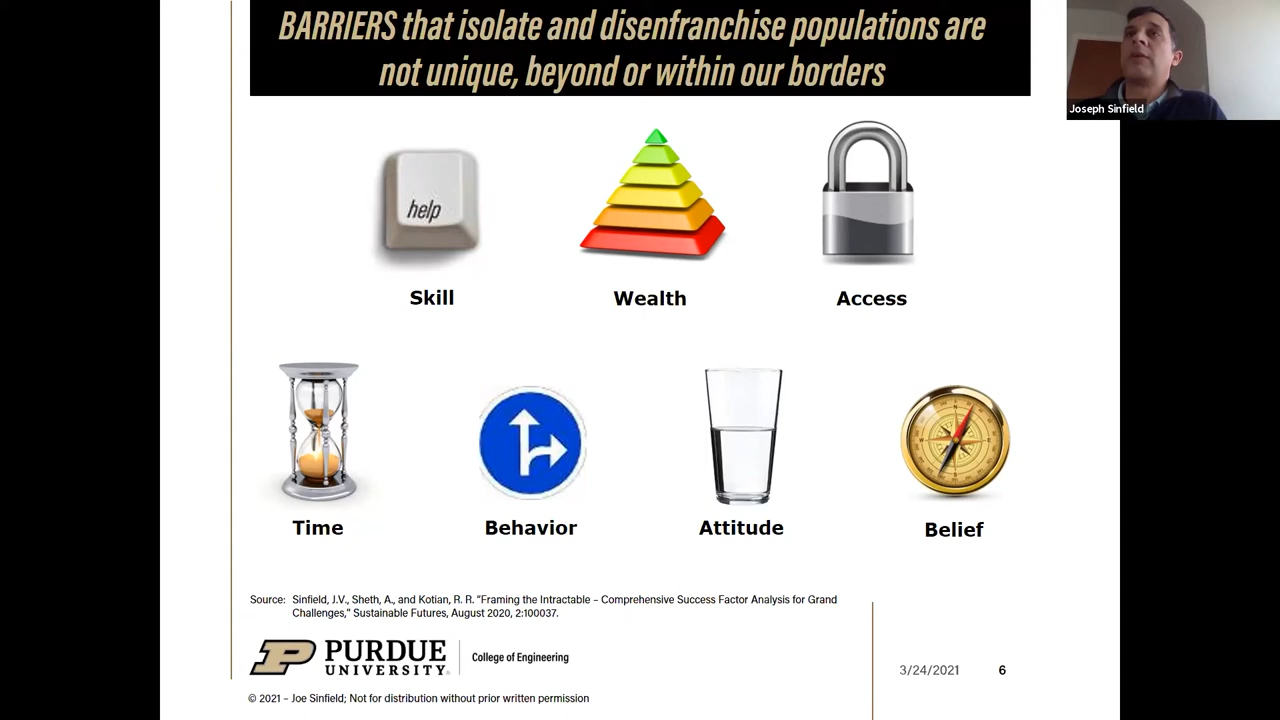 BARRIERS that isolate and disenfranchise populations are
not unique, beyond or within our borders
Joseph Sinfield
help
Skill
Wealth
Access
Time
Behavior
Attitude
Belief
Source: Sinfield, J.V., Sheth, A., and Kotian, R. R. "Framing the Intractable – Comprehensive Success Factor Analysis for Grand
Challenges," Sustainable Futures, August 2020, 2:100037.
PURDUE UNIVERSITY
College of Engineering
3/24/2021
6
© 2021 – Joe Sinfield; Not for distribution without prior written permission